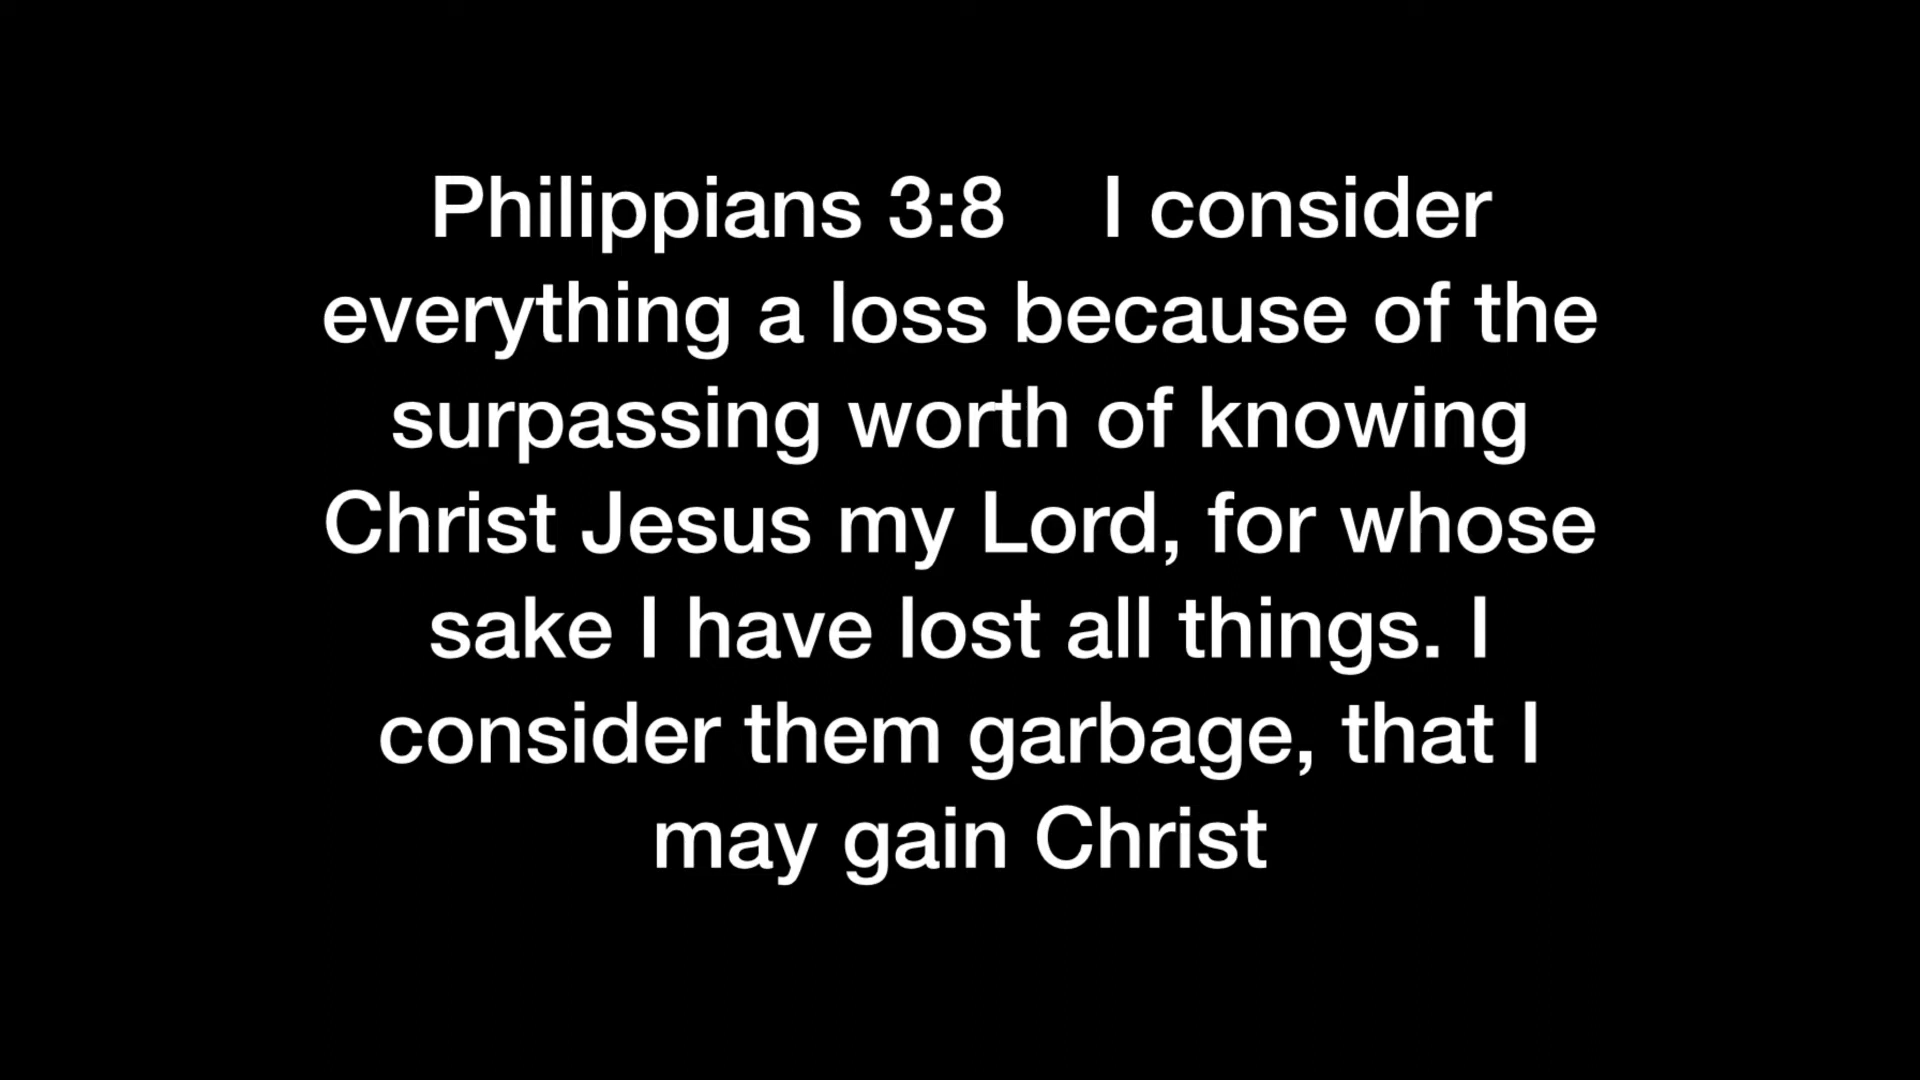 Philippians 3:8    I consider
everything a loss because of the
surpassing worth of knowing
Christ Jesus my Lord, for whose
sake I have lost all things. I
consider them garbage, that I
may gain Christ